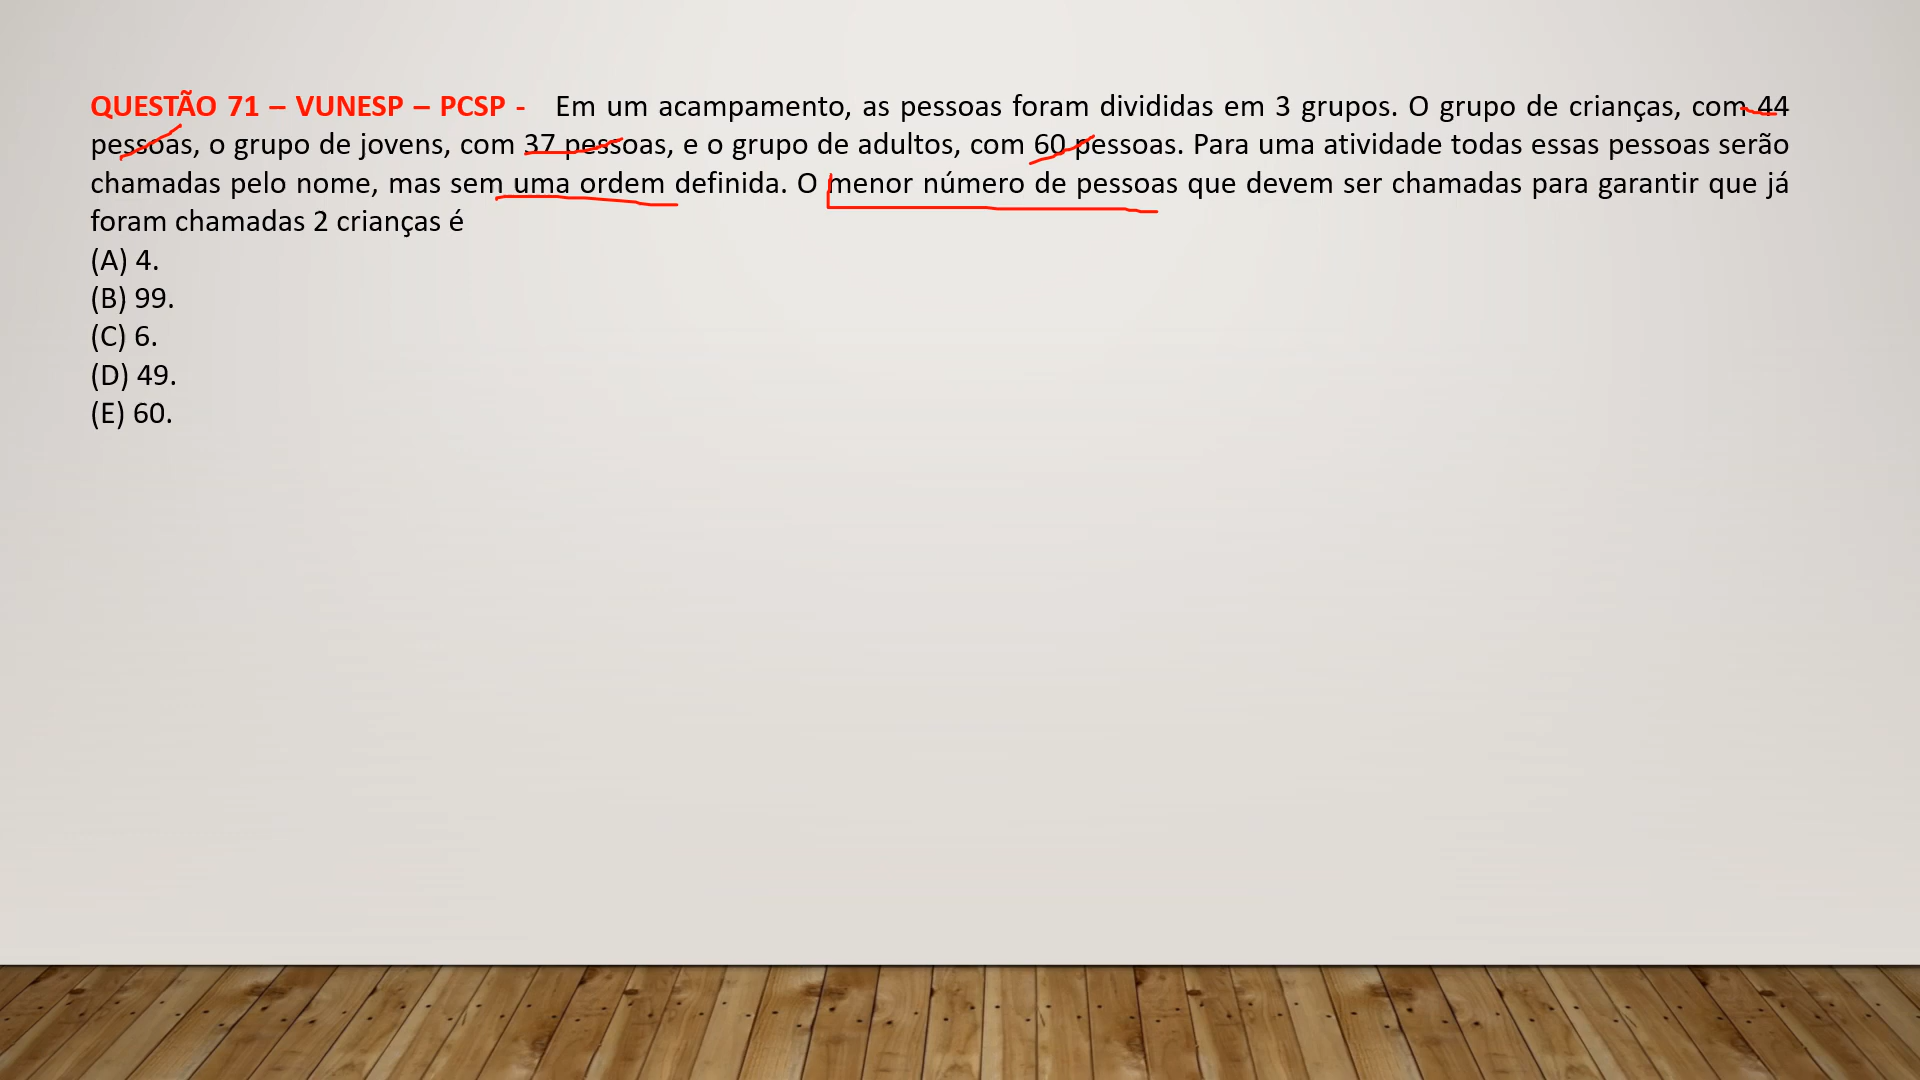 QUESTÃO 71 – VUNESP – PCSP - Em um acampamento, as pessoas foram divididas em 3 grupos. O grupo de crianças, com 44
pessoas, o grupo de jovens, com 37 pessoas, e o grupo de adultos, com 60 pessoas. Para uma atividade todas essas pessoas serão
chamadas pelo nome, mas sem uma ordem definida. O menor número de pessoas que devem ser chamadas para garantir que já
foram chamadas 2 crianças é
(A) 4.
(B) 99.
(C) 6.
(D) 49.
(E) 60.